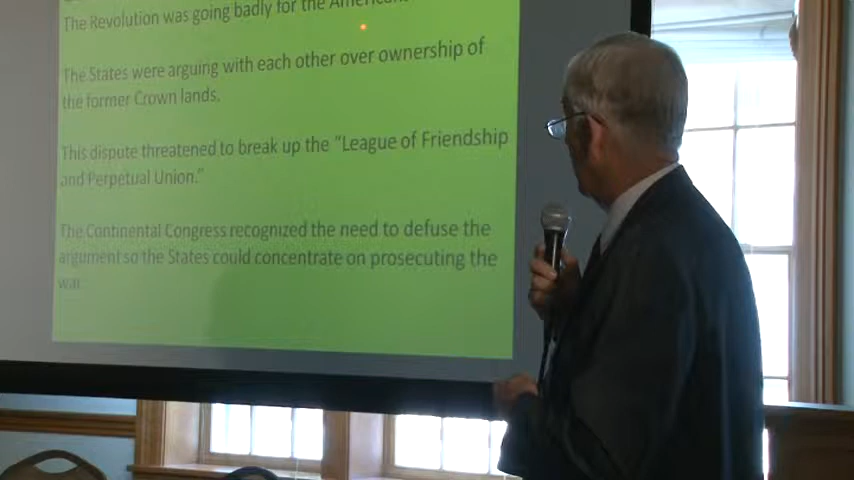 The Revolution was going badly for the Americans
The States were arguing with each other over ownership of
the former Crown lands.
This dispute threatened to break up the “League of Friendship
and Perpetual Union.”
The Continental Congress recognized the need to defuse the
argument so the States could concentrate on prosecuting the
war